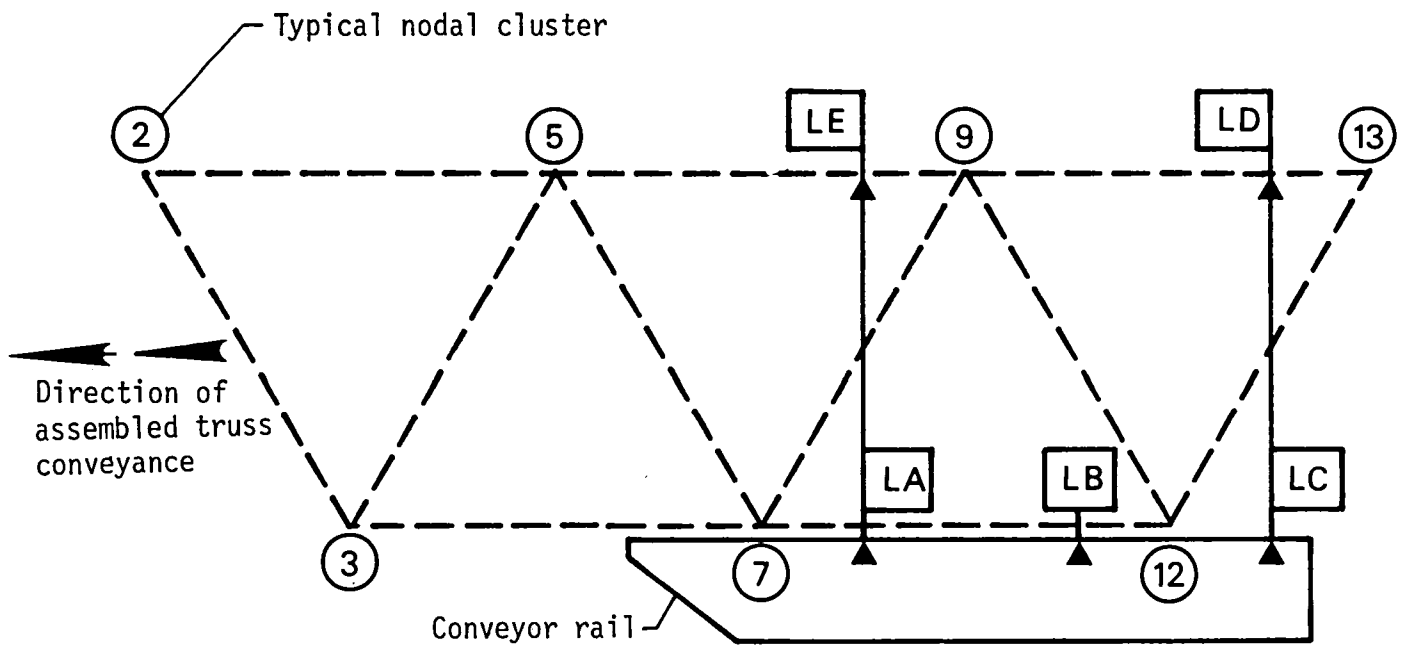 Typical nodal cluster
2
5
LE
9
LD
13
Direction of
assembled truss
conveyance
LA
LB
LC
3
7
12
Conveyor rail